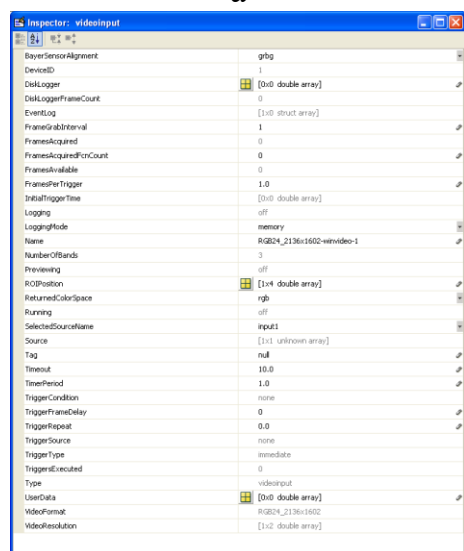 Inspector: videoinput
BayerSensorAlignment grbg
DeviceID 1
DiskLogger [0x0 double array]
DiskLoggerFrameCount 0
EventLog [1x0 struct array]
FrameGrabInterval 1
FramesAcquired 0
FramesAcquiredFcnCount 0
FramesAvailable 0
FramesPerTrigger 1.0
InitialTriggerTime [0x0 double array]
Logging off
LoggingMode memory
Name RGB24_2136x1602-winvideo-1
NumberOfBands 3
Previewing off
ROIPosition [1x4 double array]
ReturnedColorSpace rgb
Running off
SelectedSourceName input1
Source [1x1 unknown array]
Tag null
Timeout 10.0
TimerPeriod 1.0
TriggerCondition none
TriggerFrameDelay 0
TriggerRepeat 0.0
TriggerSource none
TriggerType immediate
TriggersExecuted 0
Type videoinput
UserData [0x0 double array]
VideoFormat RGB24_2136x1602
VideoResolution [1x2 double array]